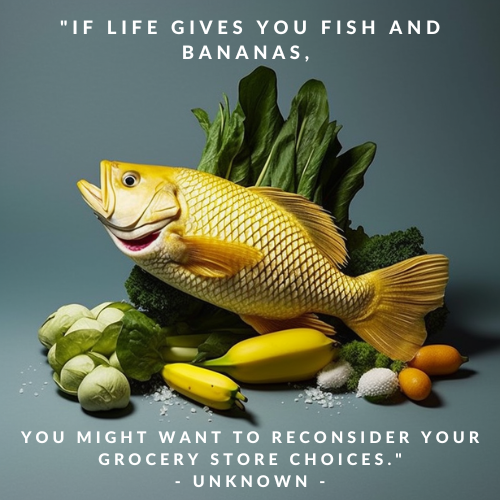 "IF LIFE GIVES YOU FISH AND
BANANAS,
YOU MIGHT WANT TO RECONSIDER YOUR
GROCERY STORE CHOICES."
- UNKNOWN -